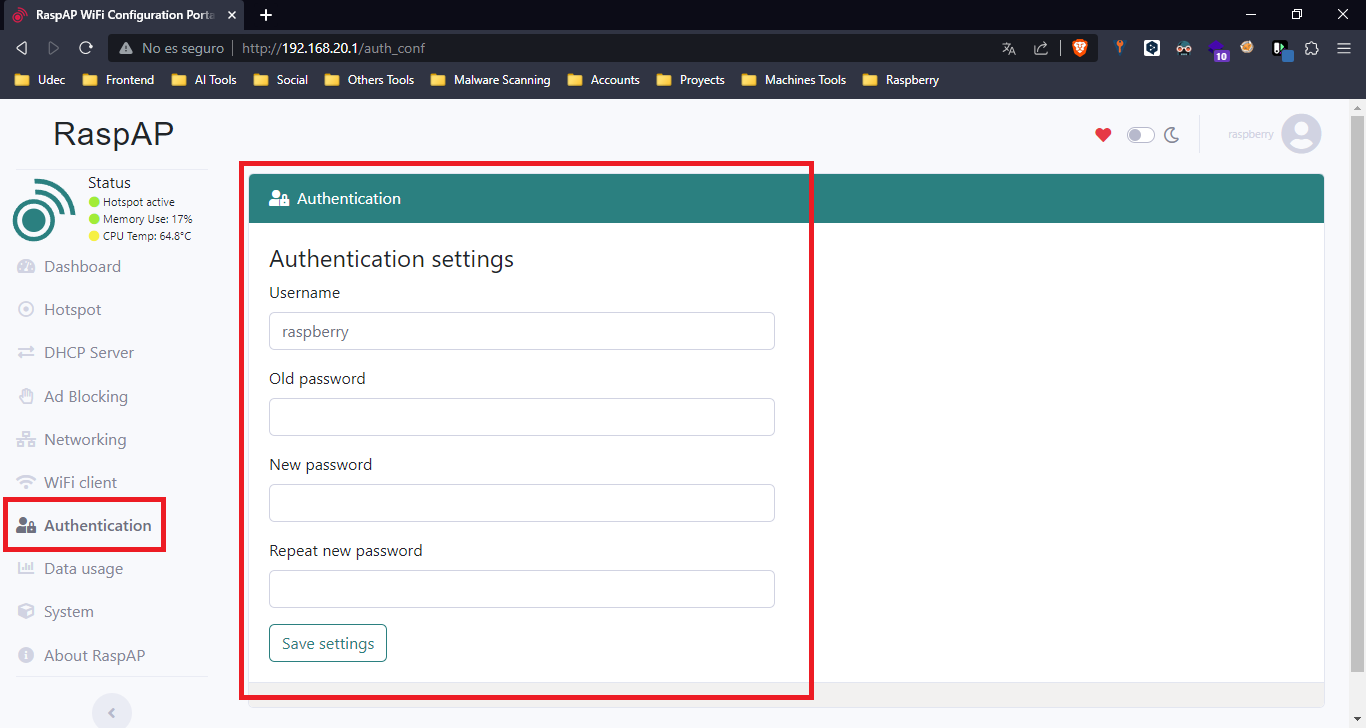 RaspAP WiFi Configuration Porta
No es seguro http://192.168.20.1/auth_conf
10
Udec Frontend AI Tools Social Others Tools Malware Scanning Accounts Proyects Machines Tools Raspberry
RaspAP
raspberry
Status
Hotspot active
Memory Use: 17%
CPU Temp: 64.8°C
Dashboard
Hotspot
DHCP Server
Ad Blocking
Networking
WiFi client
Authentication
Data usage
System
About RaspAP
Authentication
Authentication settings
Username
raspberry
Old password
New password
Repeat new password
Save settings